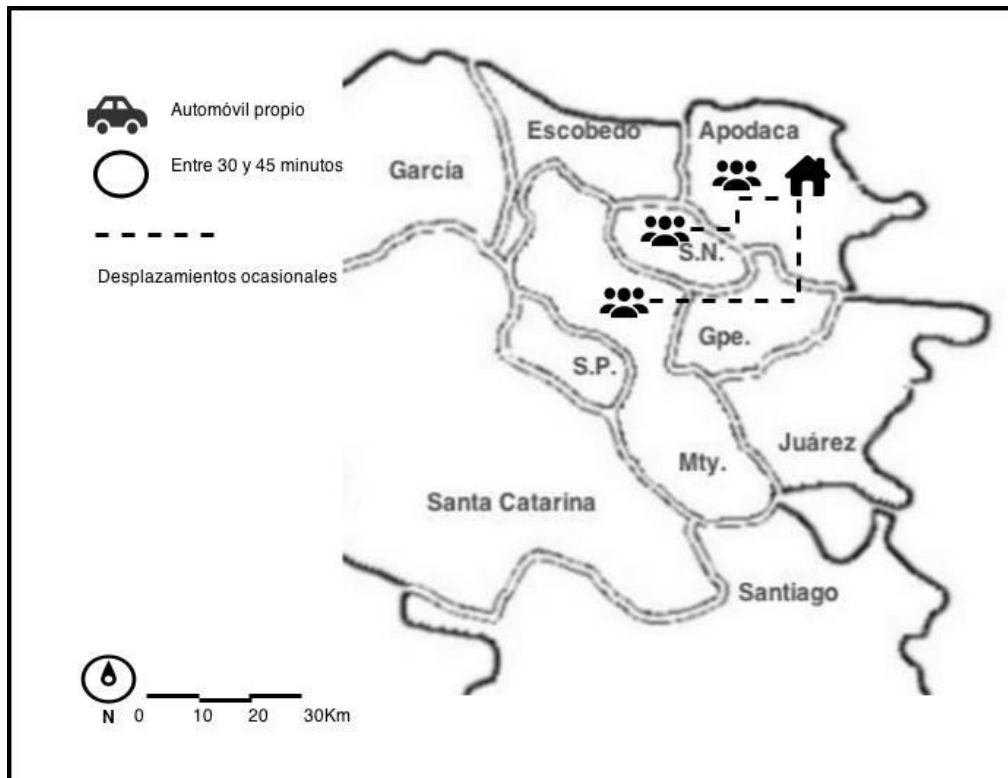 Automóvil propio
Entre 30 y 45 minutos
Desplazamientos ocasionales
Escobedo
Apodaca
García
S.N.
Gpe.
S.P.
Juárez
Mty.
Santa Catarina
Santiago
N 0 10 20 30Km